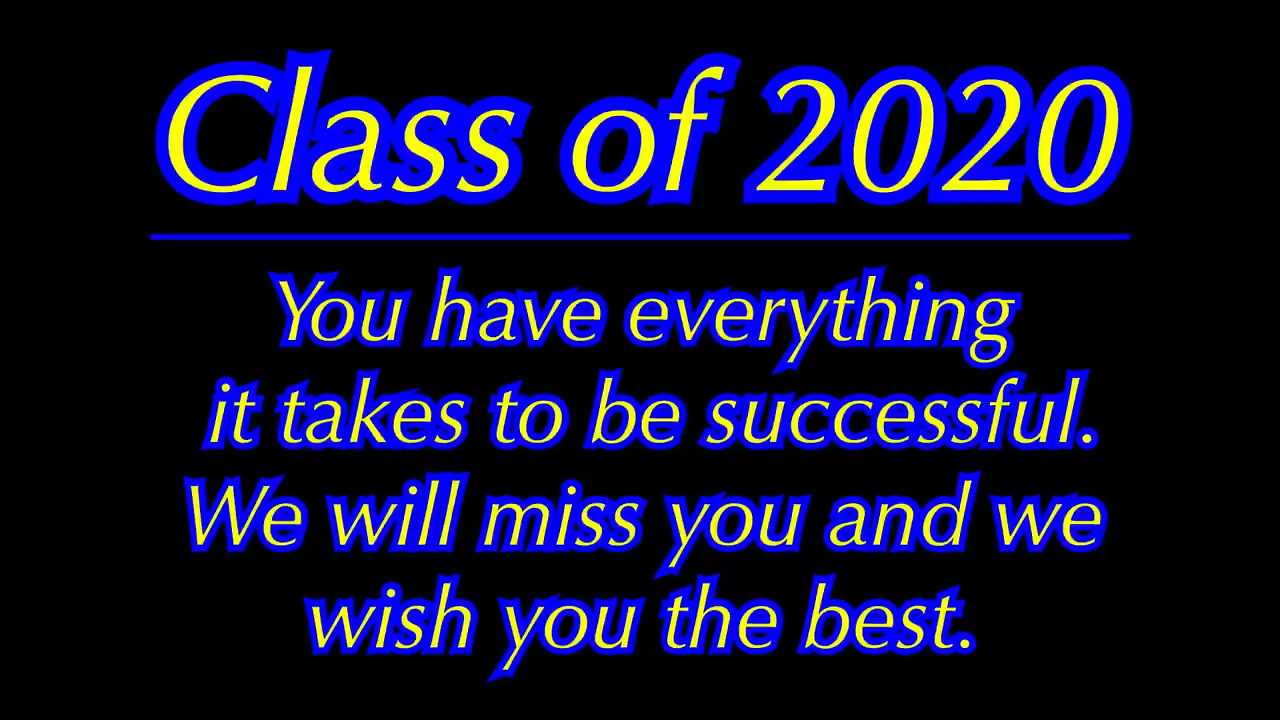 Class of 2020
You have everything
it takes to be successful.
We will miss you and we
wish you the best.